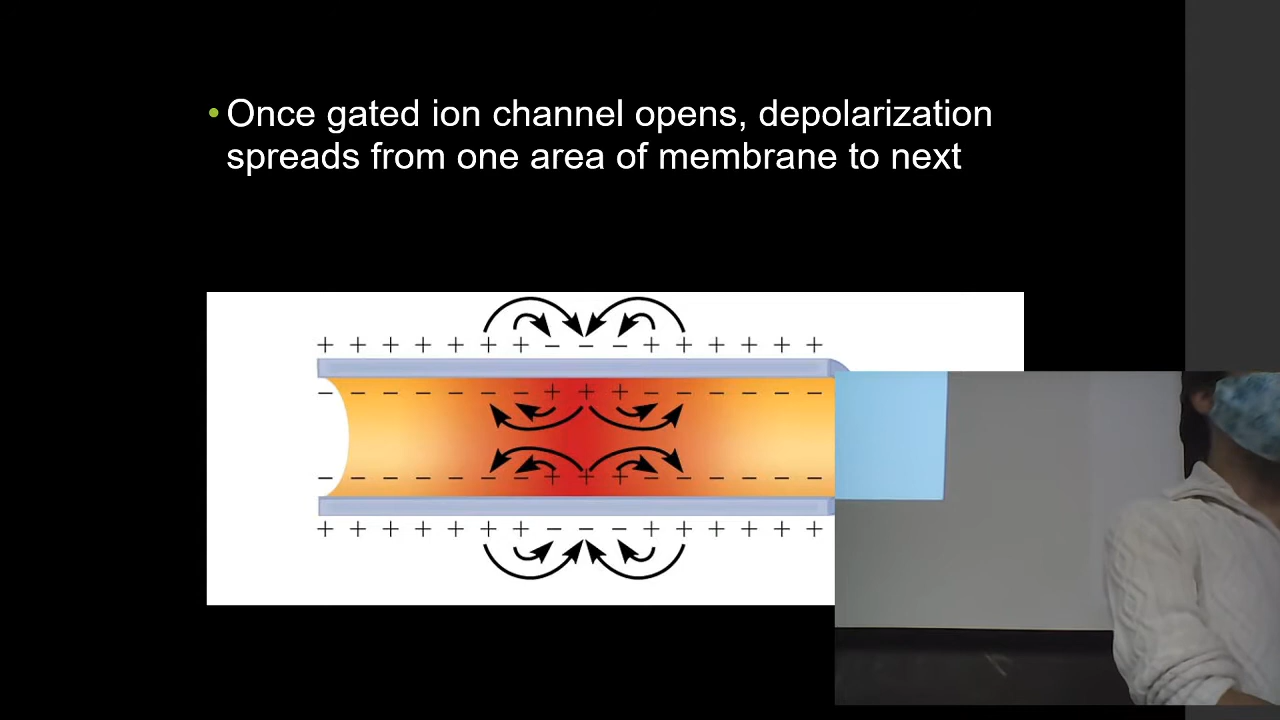 • Once gated ion channel opens, depolarization
spreads from one area of membrane to next
+ + + + + + + − − − + + + + + +
− − − − − − − + + + − − − − − −
− − − − − − − + + + − − − − − −
+ + + + + + + − − − + + + + + +